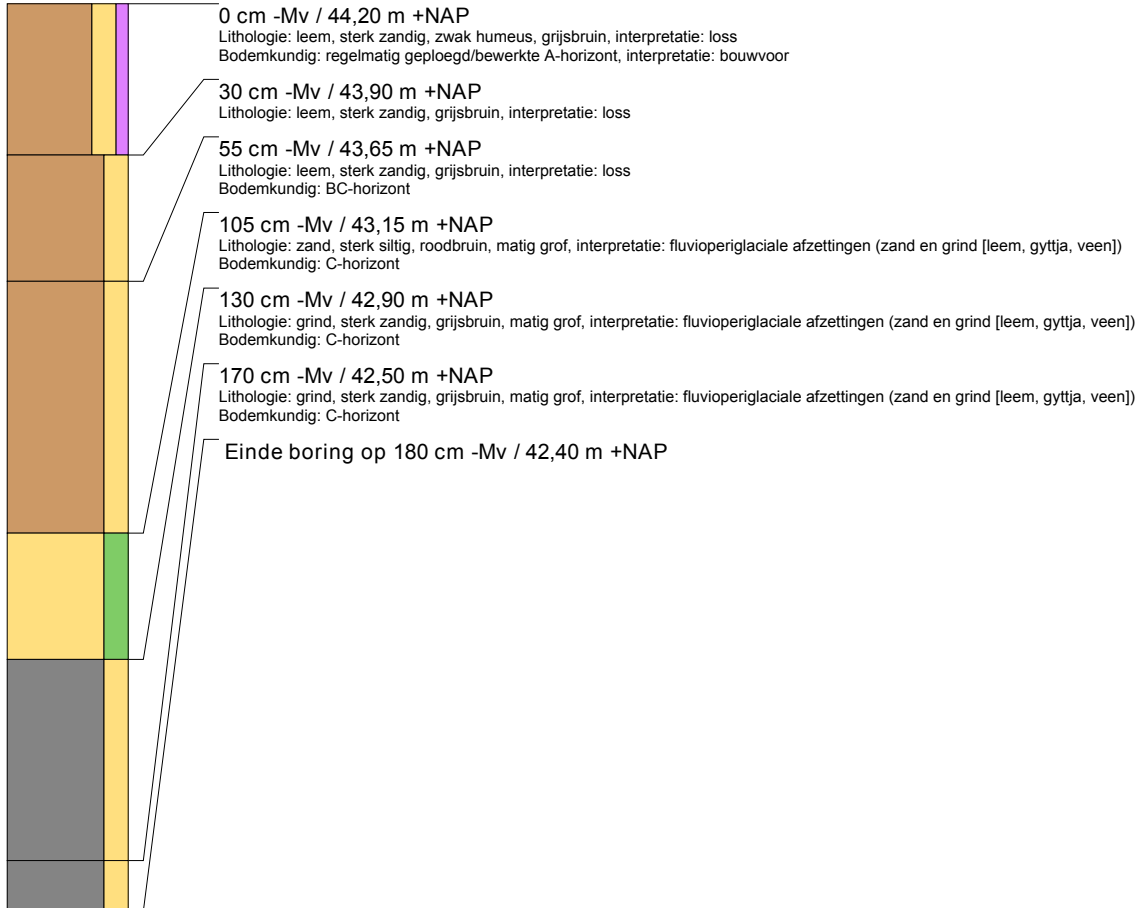 0 cm -Mv / 44,20 m +NAP
Lithologie: leem, sterk zandig, zwak humeus, grijsbruin, interpretatie: loss
Bodemkundig: regelmatig geploegd/bewerkte A-horizont, interpretatie: bouwvoor
30 cm -Mv / 43,90 m +NAP
Lithologie: leem, sterk zandig, grijsbruin, interpretatie: loss
55 cm -Mv / 43,65 m +NAP
Lithologie: leem, sterk zandig, grijsbruin, interpretatie: loss
Bodemkundig: BC-horizont
105 cm -Mv / 43,15 m +NAP
Lithologie: zand, sterk siltig, roodbruin, matig grof, interpretatie: fluvioperiglaciale afzettingen (zand en grind [leem, gyttja, veen])
Bodemkundig: C-horizont
130 cm -Mv / 42,90 m +NAP
Lithologie: grind, sterk zandig, grijsbruin, matig grof, interpretatie: fluvioperiglaciale afzettingen (zand en grind [leem, gyttja, veen])
Bodemkundig: C-horizont
170 cm -Mv / 42,50 m +NAP
Lithologie: grind, sterk zandig, grijsbruin, matig grof, interpretatie: fluvioperiglaciale afzettingen (zand en grind [leem, gyttja, veen])
Bodemkundig: C-horizont
Einde boring op 180 cm -Mv / 42,40 m +NAP